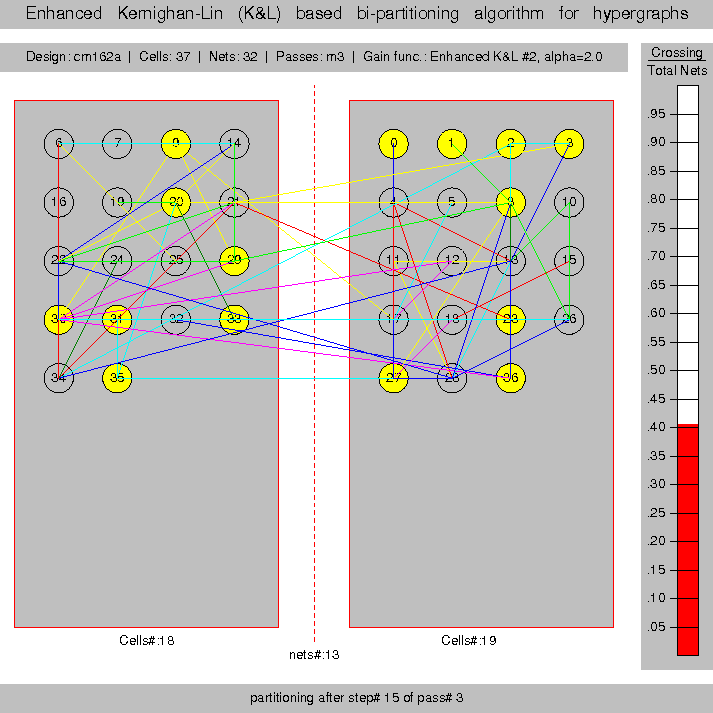 Enhanced Kernighan-Lin (K&L) based bi-partitioning algorithm for hypergraphs
Design: cm162a | Cells: 37 | Nets: 32 | Passes: m3 | Gain func.: Enhanced K&L #2, alpha=2.0
Crossing
Total Nets
.95
.90
.85
.80
.75
.70
.65
.60
.55
.50
.45
.40
.35
.30
.25
.20
.15
.10
.05
6 7 9 14
16 19 20 21
22 24 25 29
30 31 32 33
34 35
0 1 2 3
4 5 8 10
11 12 13 15
17 18 23 26
27 28 36
Cells#:18
nets#:13
Cells#:19
partitioning after step# 15 of pass# 3